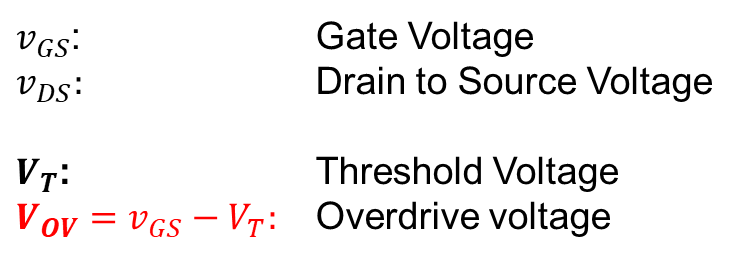 v_GS: Gate Voltage
v_DS: Drain to Source Voltage
V_T: Threshold Voltage
V_OV = v_GS − V_T: Overdrive voltage